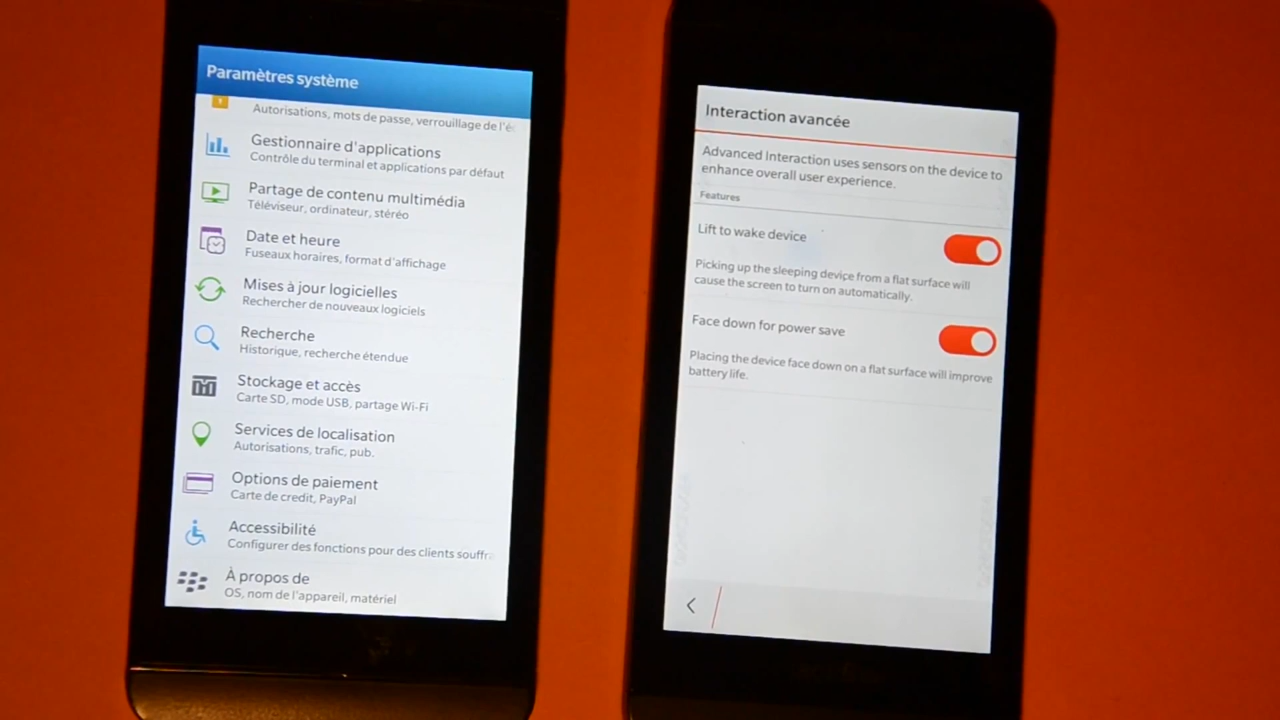 Paramètres système
Autorisations, mots de passe, verrouillage de l'éc
Gestionnaire d'applications
Contrôle du terminal et applications par défaut
Partage de contenu multimédia
Téléviseur, ordinateur, stéréo
Date et heure
Fuseaux horaires, format d'affichage
Mises à jour logicielles
Rechercher de nouveaux logiciels
Recherche
Historique, recherche étendue
Stockage et accès
Carte SD, mode USB, partage Wi-Fi
Services de localisation
Autorisations, trafic, pub.
Options de paiement
Carte de credit, PayPal
Accessibilité
Configurer des fonctions pour des clients souffr
À propos de
OS, nom de l'appareil, matériel
Interaction avancée
Advanced Interaction uses sensors on the device to
enhance overall user experience.
Features
Lift to wake device
Picking up the sleeping device from a flat surface will
cause the screen to turn on automatically.
Face down for power save
Placing the device face down on a flat surface will improve
battery life.